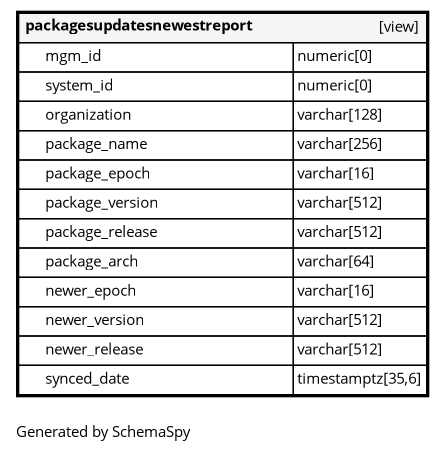 packagesupdatesnewestreport [view]
mgm_id numeric[0]
system_id numeric[0]
organization varchar[128]
package_name varchar[256]
package_epoch varchar[16]
package_version varchar[512]
package_release varchar[512]
package_arch varchar[64]
newer_epoch varchar[16]
newer_version varchar[512]
newer_release varchar[512]
synced_date timestamptz[35,6]
Generated by SchemaSpy